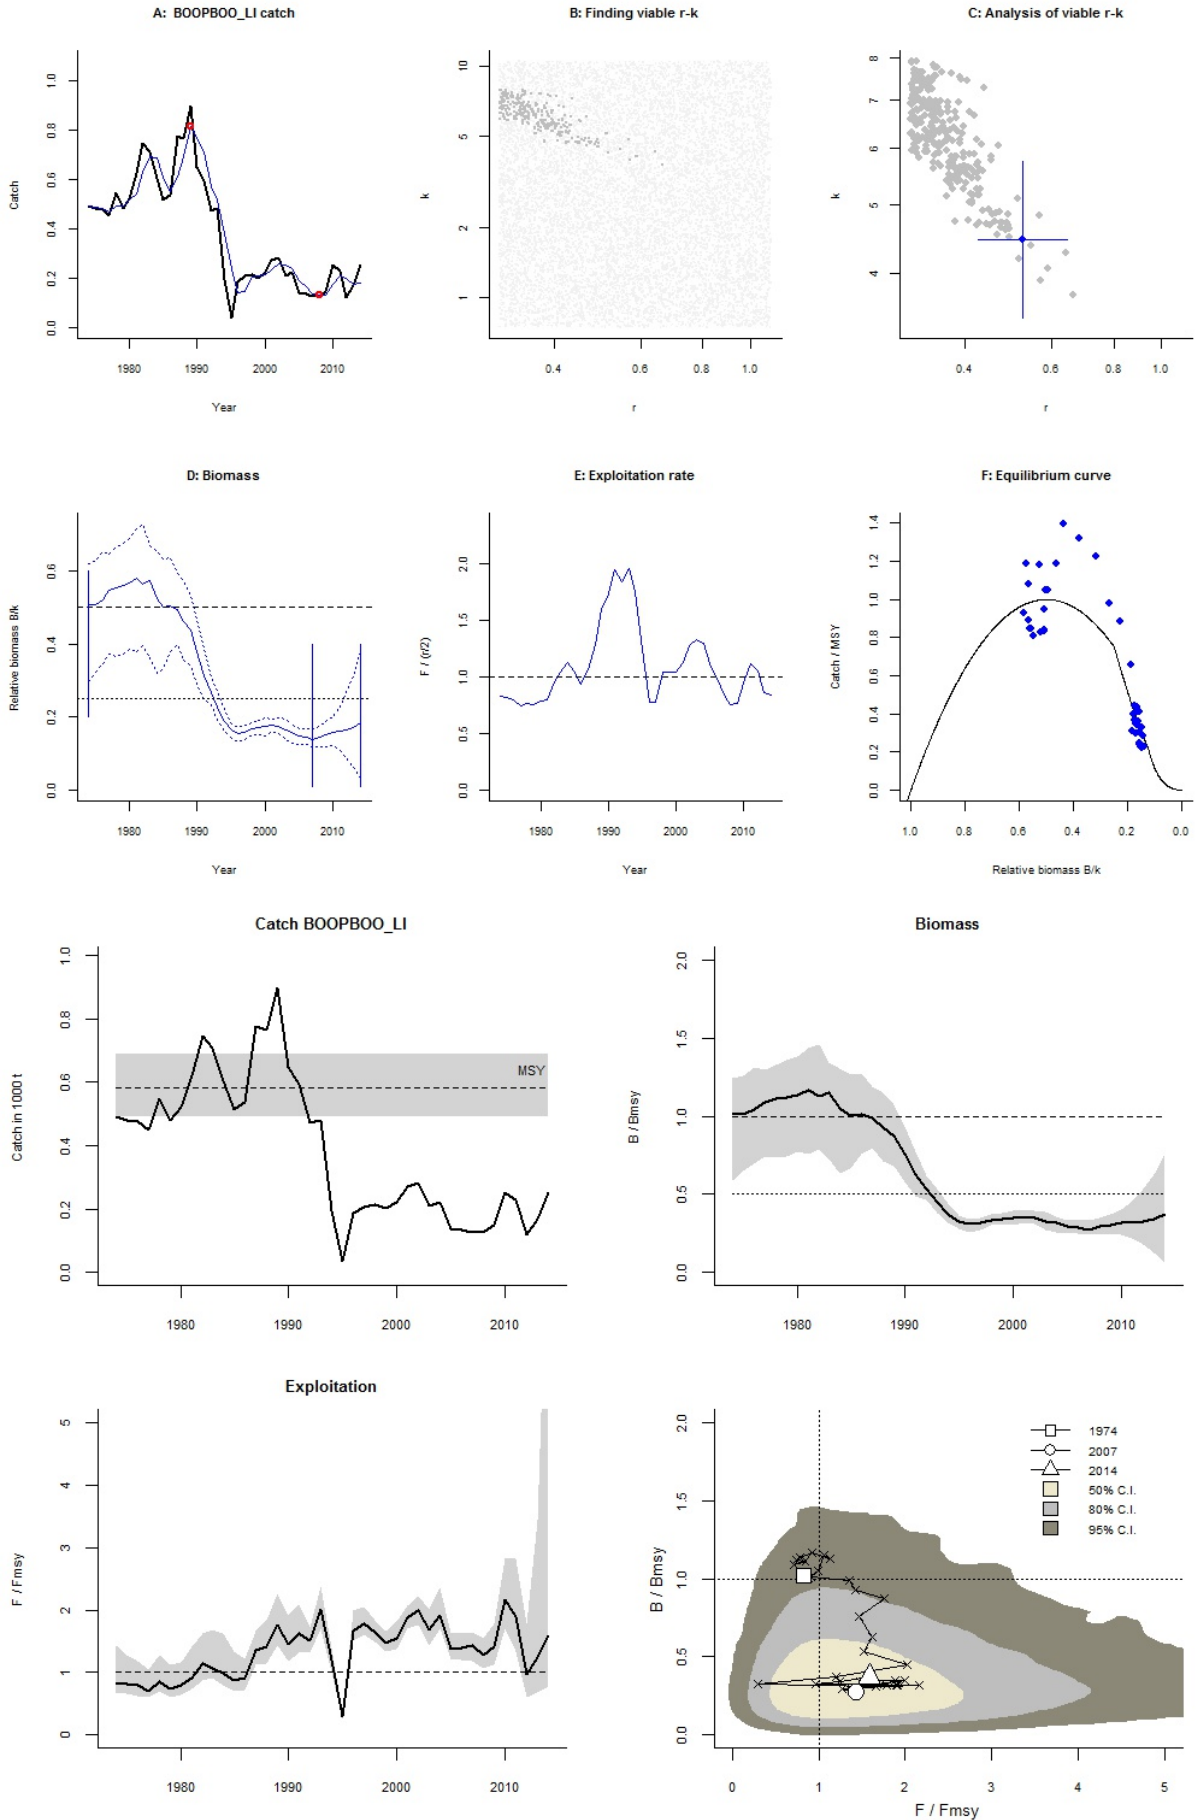 A: BOOPBOO_LI catch
B: Finding viable r-k
C: Analysis of viable r-k
Catch
0.0 0.2 0.4 0.6 0.8 1.0
1980 1990 2000 2010
Year
k
1 2 5 10
0.4 0.6 0.8 1.0
r
k
4 5 6 7 8
0.4 0.6 0.8 1.0
r
D: Biomass
E: Exploitation rate
F: Equilibrium curve
Relative biomass B/k
0.0 0.2 0.4 0.6
1980 1990 2000 2010
Year
F / (r/2)
0.0 0.5 1.0 1.5 2.0
1980 1990 2000 2010
Year
Catch / MSY
0.0 0.2 0.4 0.6 0.8 1.0 1.2 1.4
1.0 0.8 0.6 0.4 0.2 0.0
Relative biomass B/k
Catch BOOPBOO_LI
Biomass
Catch in 1000 t
0.0 0.2 0.4 0.6 0.8 1.0
MSY
1980 1990 2000 2010
B / Bmsy
0.0 0.5 1.0 1.5 2.0
1980 1990 2000 2010
Exploitation
F / Fmsy
0 1 2 3 4 5
1980 1990 2000 2010
B / Bmsy
0.0 0.5 1.0 1.5 2.0
1974
2007
2014
50% C.I.
80% C.I.
95% C.I.
0 1 2 3 4 5
F / Fmsy